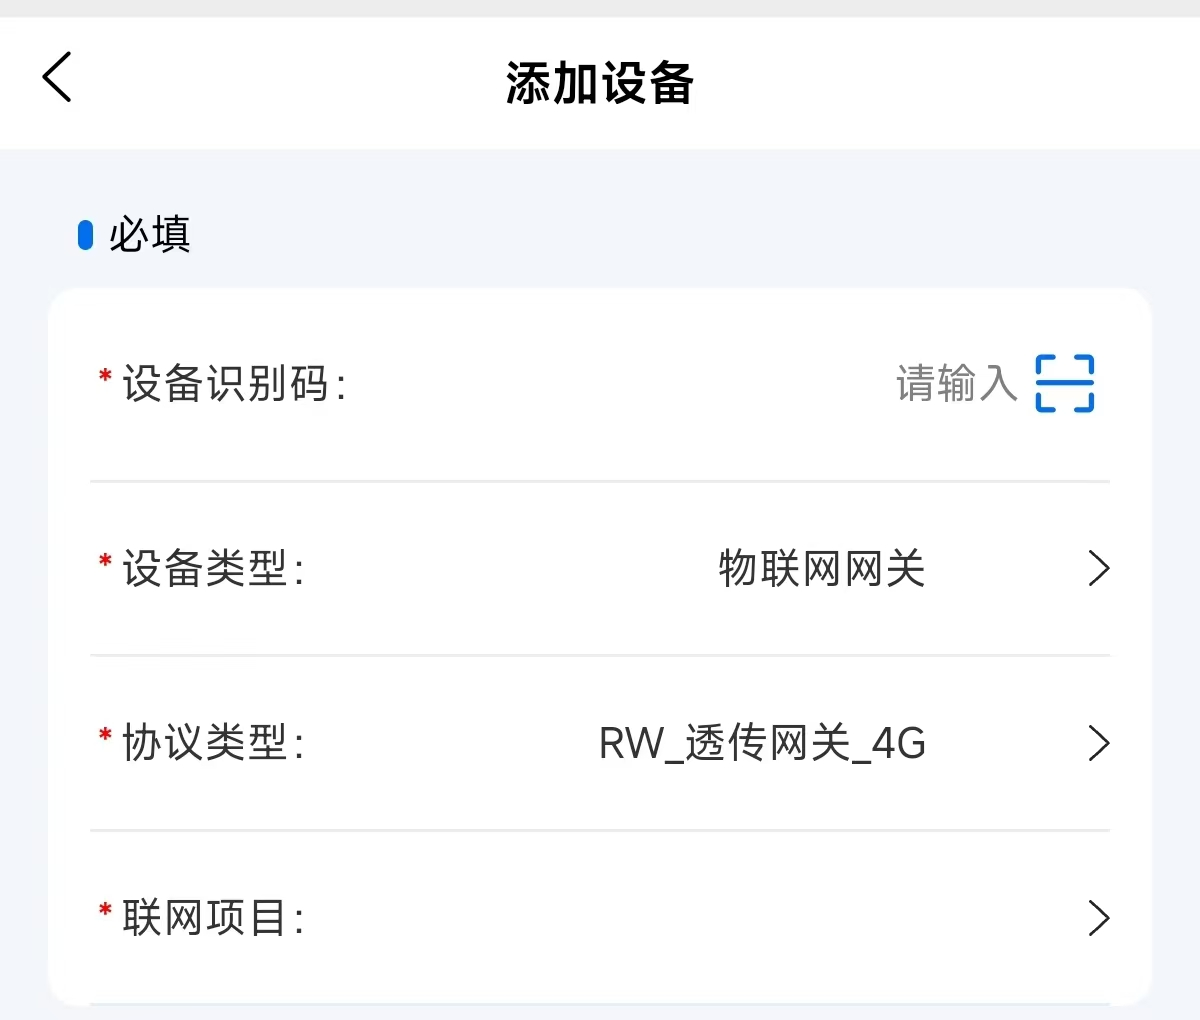 添加设备
必填
*设备识别码: 请输入
*设备类型: 物联网网关
*协议类型: RW_透传网关_4G
*联网项目: